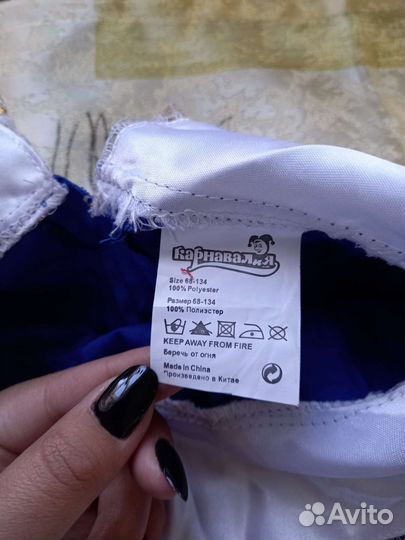 КарнаваЛиЯ
Size 68-134
100% Polyester
Размер 68-134
100% Полиэстер
KEEP AWAY FROM FIRE
Беречь от огня
Made in China
Произведено в Китае
Avito